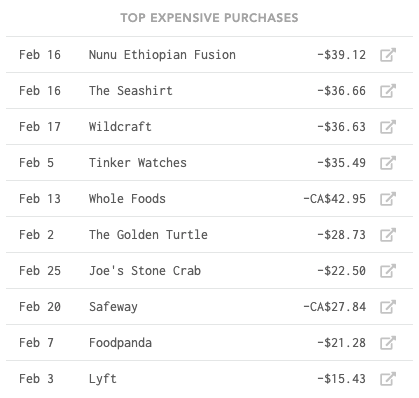 TOP EXPENSIVE PURCHASES
Feb 16 Nunu Ethiopian Fusion -$39.12
Feb 16 The Seashirt -$36.66
Feb 17 Wildcraft -$36.63
Feb 5 Tinker Watches -$35.49
Feb 13 Whole Foods -CA$42.95
Feb 2 The Golden Turtle -$28.73
Feb 25 Joe's Stone Crab -$22.50
Feb 20 Safeway -CA$27.84
Feb 7 Foodpanda -$21.28
Feb 3 Lyft -$15.43